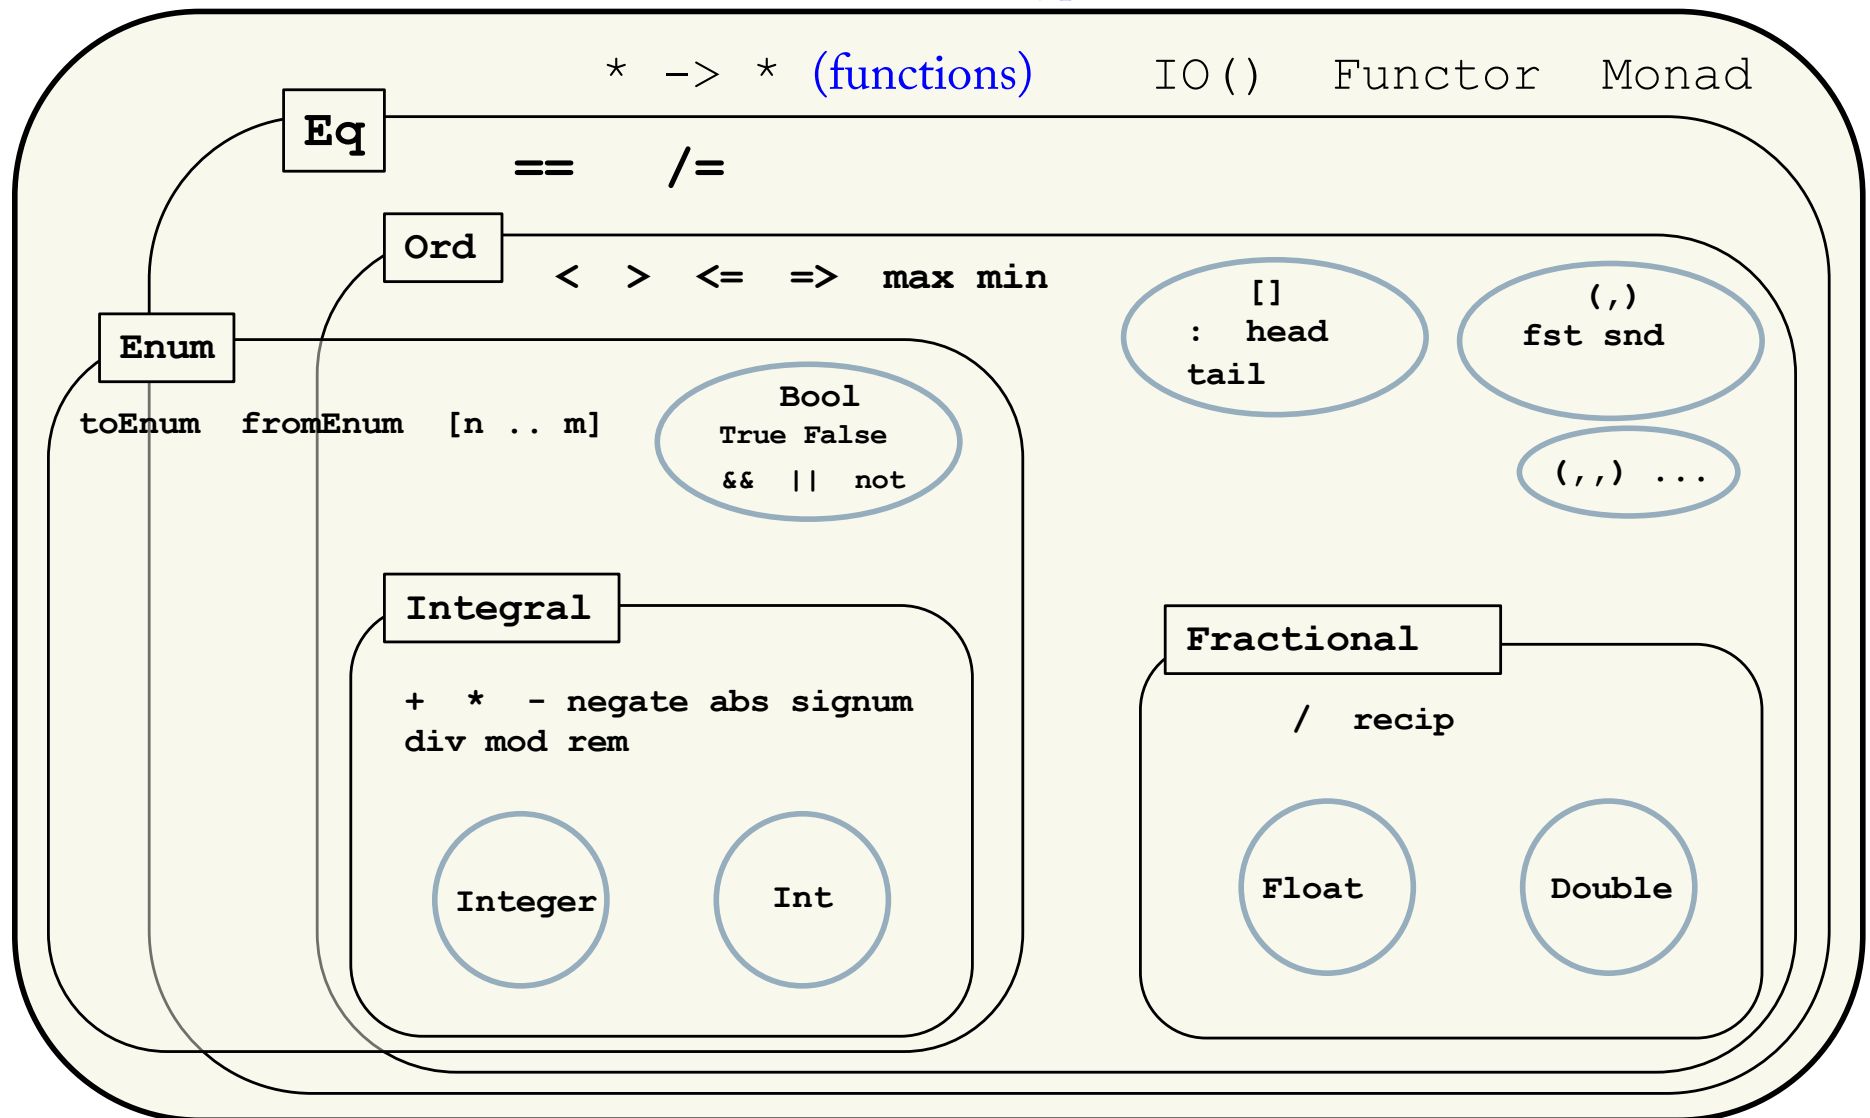 * -> * (functions) IO() Functor Monad
Eq
== /=
Ord
< > <= => max min
[]
: head
tail
(,)
fst snd
(,,) ...
Enum
toEnum fromEnum [n .. m]
Bool
True False
&& || not
Integral
+ * - negate abs signum
div mod rem
Integer
Int
Fractional
/ recip
Float
Double